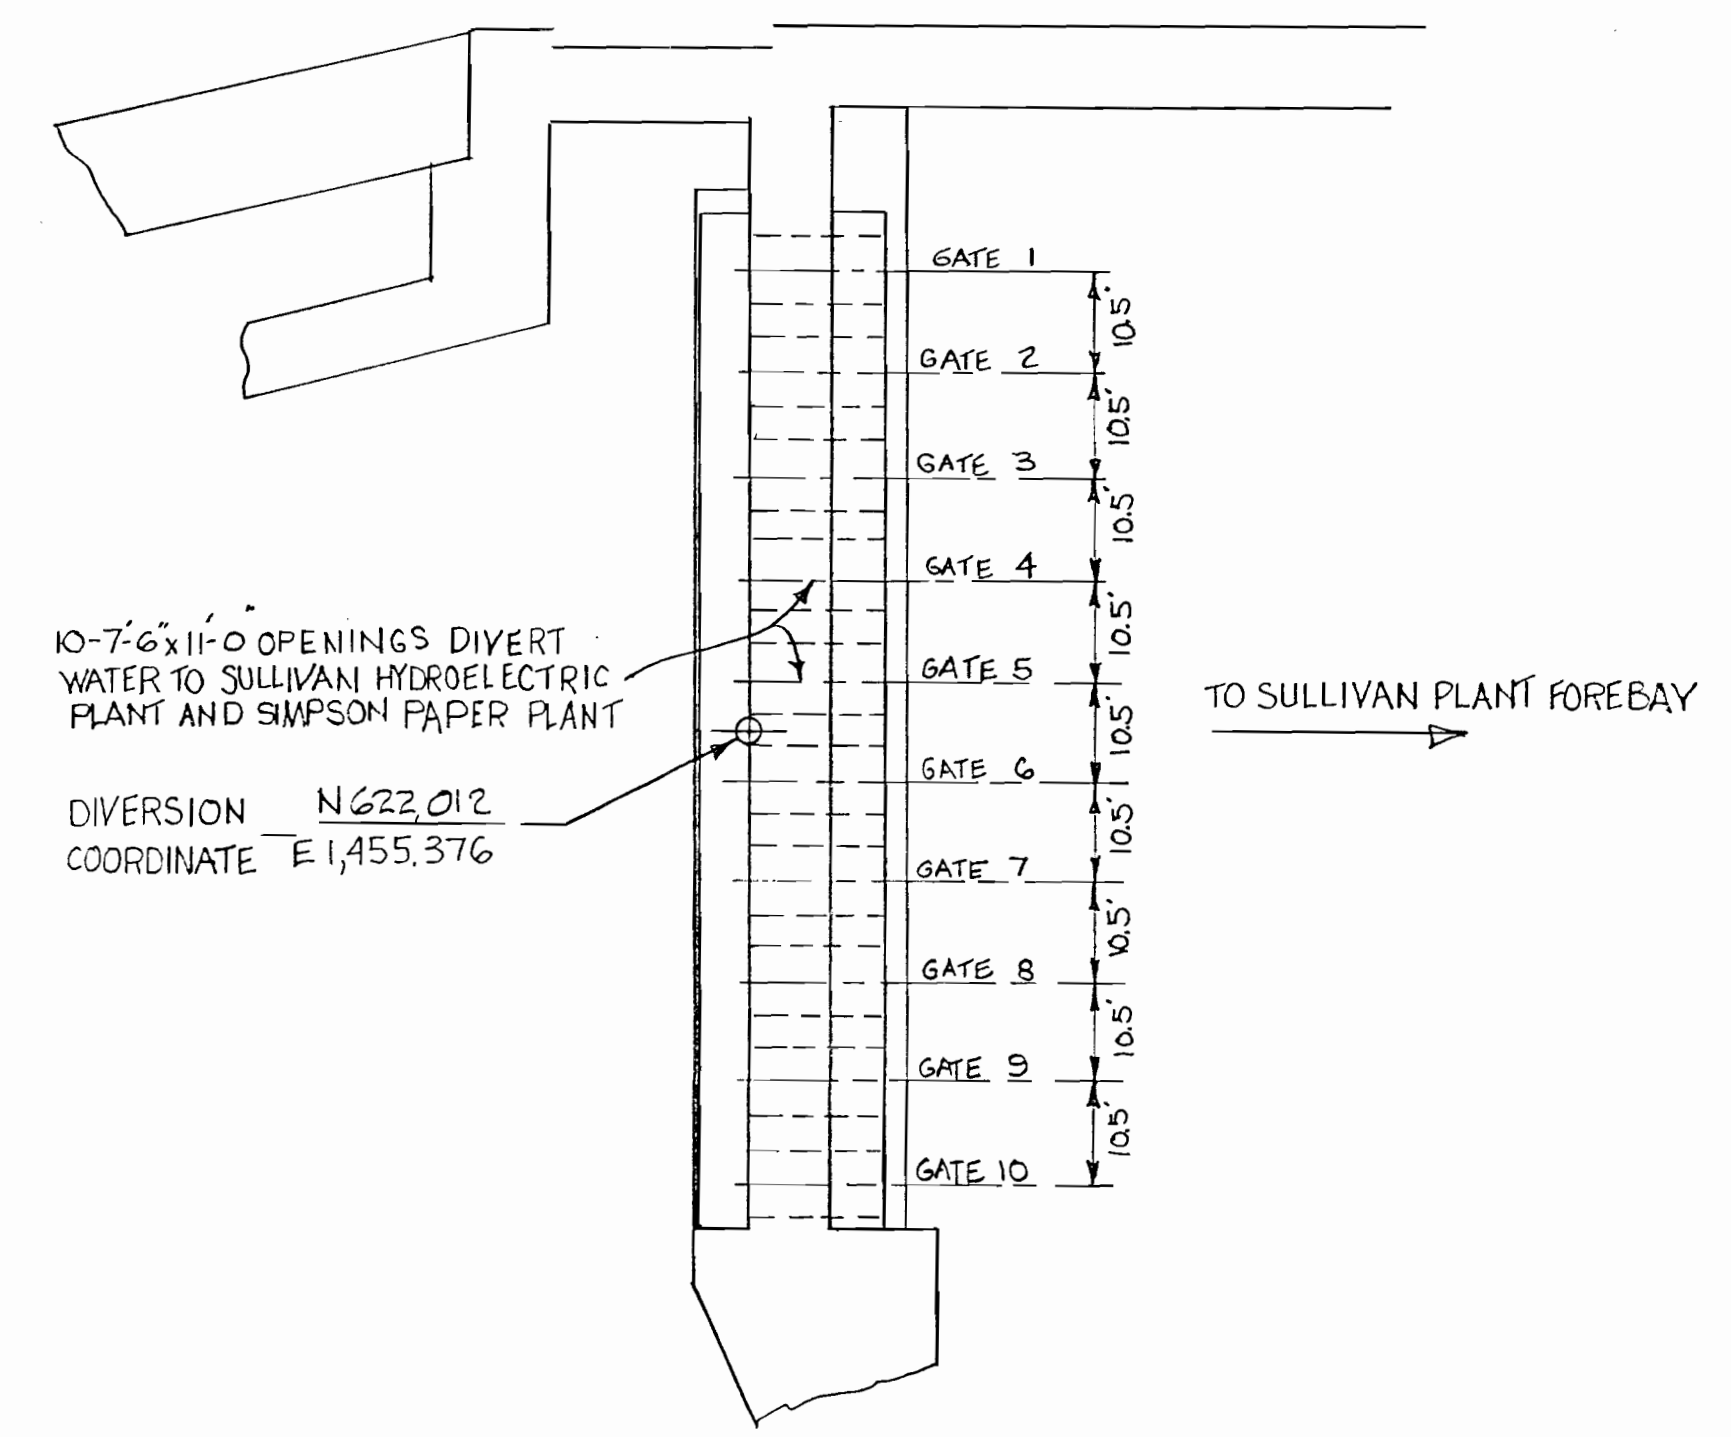 GATE 1
10.5'
GATE 2
10.5'
GATE 3
10.5'
GATE 4
10.5'
GATE 5
10.5'
GATE 6
10.5'
GATE 7
10.5'
GATE 8
10.5'
GATE 9
10.5'
GATE 10
10-7'-6"x11'-0" OPENINGS DIVERT
WATER TO SULLIVAN HYDROELECTRIC
PLANT AND SIMPSON PAPER PLANT
DIVERSION
COORDINATE
N622,012
E1,455,376
TO SULLIVAN PLANT FOREBAY